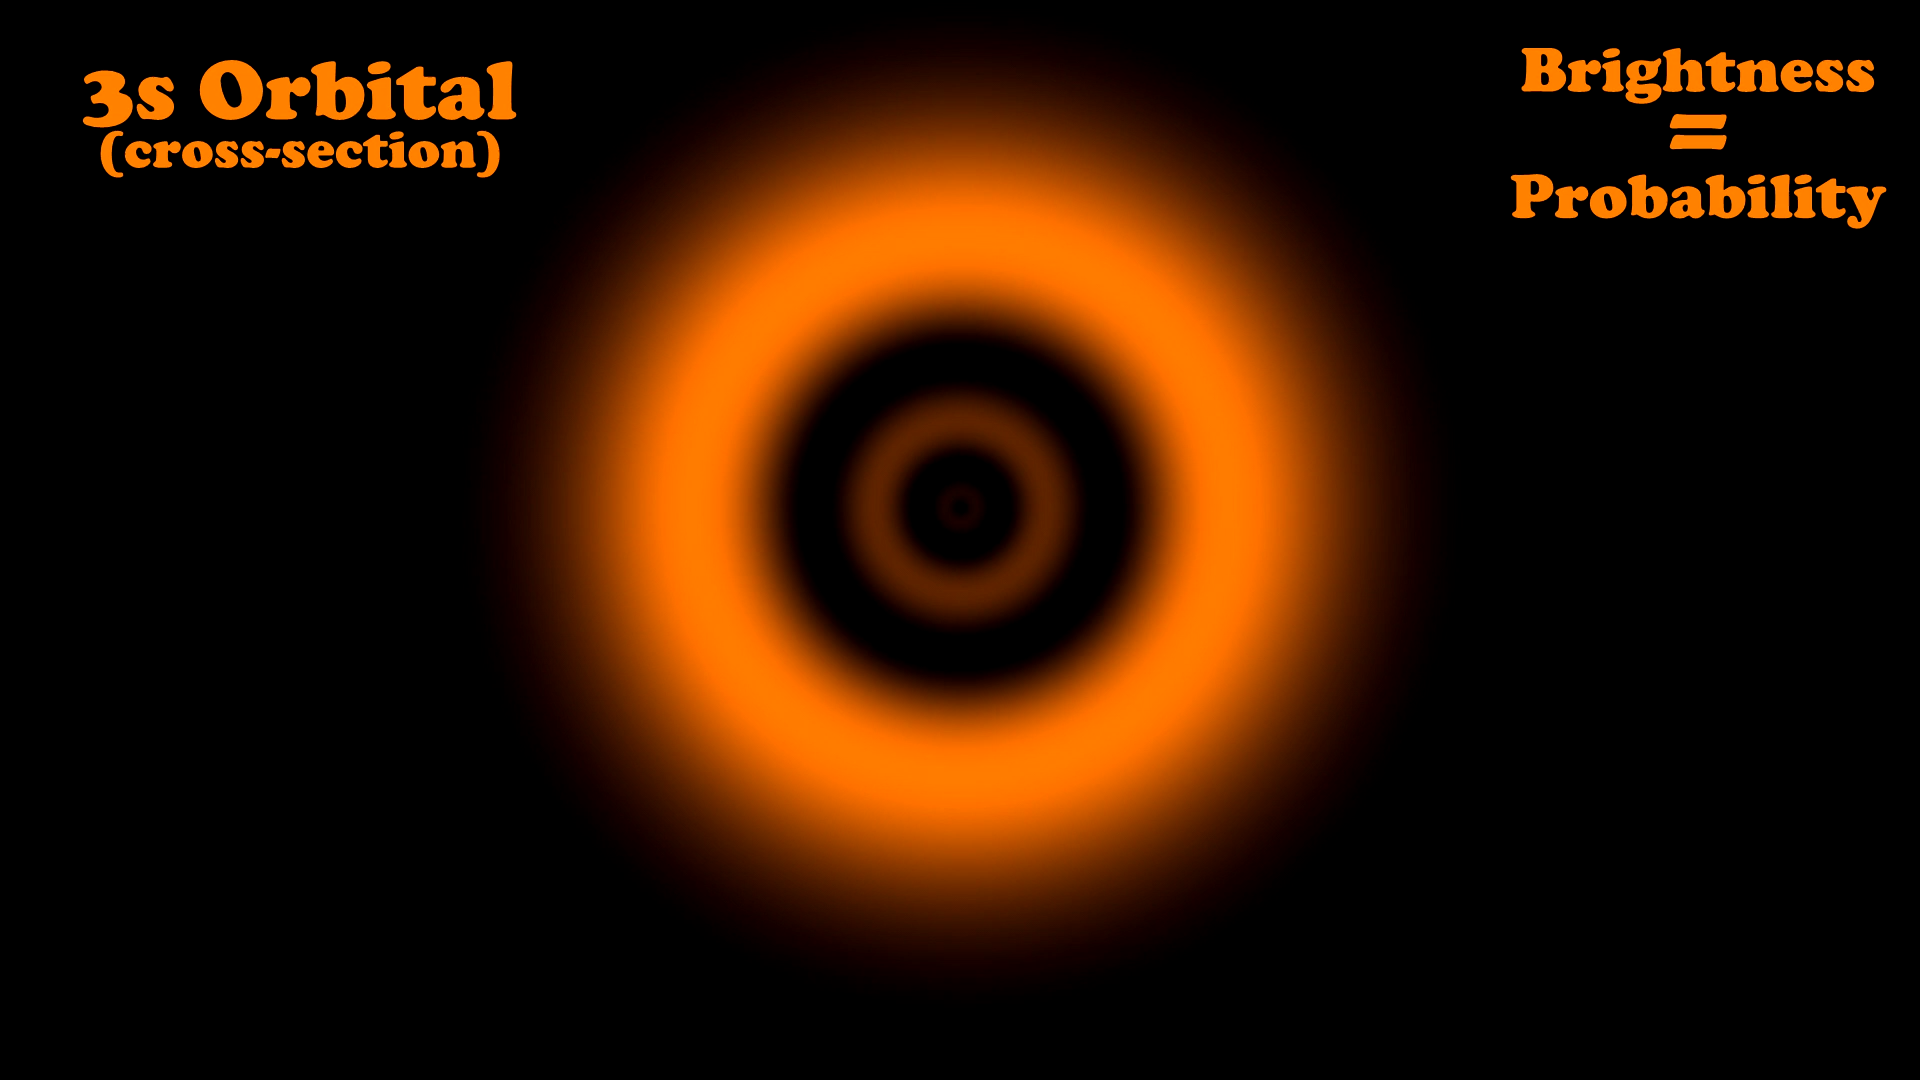 3s Orbital
(cross-section)
Brightness
=
Probability